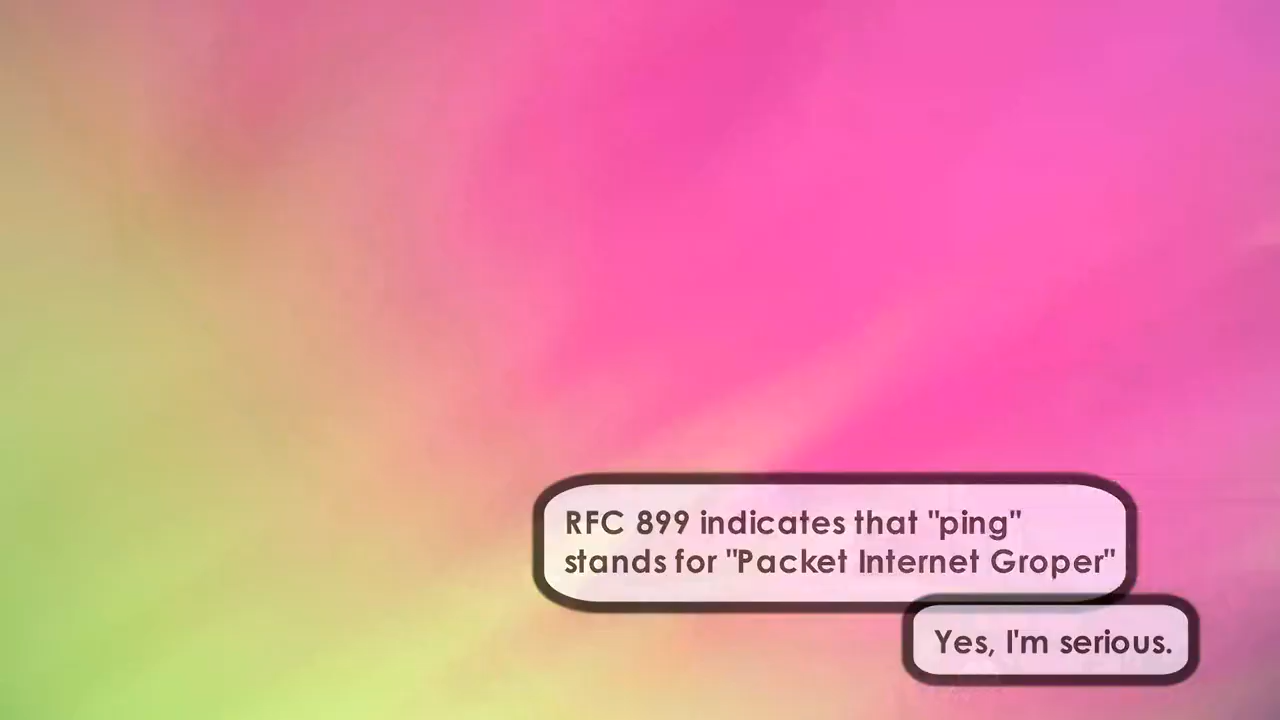 RFC 899 indicates that "ping"
stands for "Packet Internet Groper"
Yes, I'm serious.